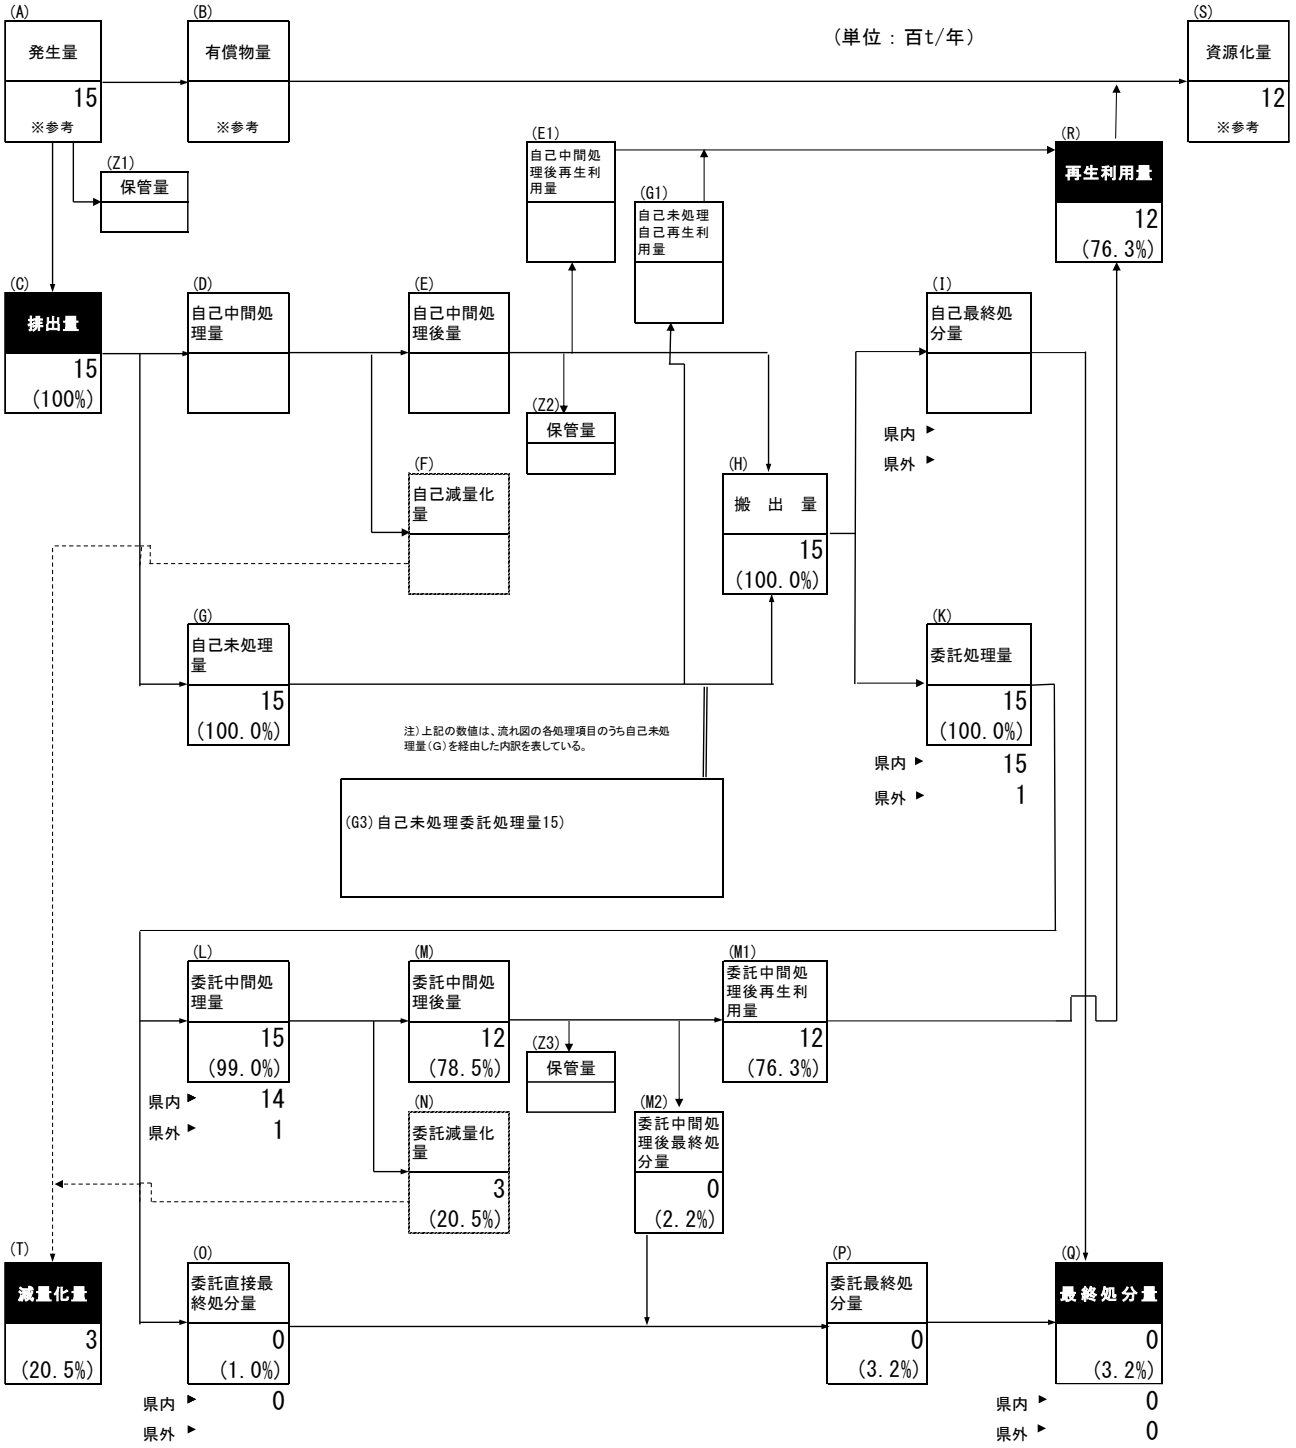 (A)
発生量
15
※参考
(B)
有償物量
※参考
(単位：百t/年)
(S)
資源化量
12
※参考
(Z1)
保管量
(E1)
自己中間処
理後再生利
用量
(G1)
自己未処理
自己再生利
用量
(R)
再生利用量
12
(76.3%)
(C)
排出量
15
(100%)
(D)
自己中間処
理量
(E)
自己中間処
理後量
(Z2)
保管量
(I)
自己最終処
分量
県内
県外
(F)
自己減量化
量
(H)
搬　出　量
15
(100.0%)
(G)
自己未処理
量
15
(100.0%)
(K)
委託処理量
15
(100.0%)
県内 15
県外 1
注）上記の数値は、流れ図の各処理項目のうち自己未処
理量（G）を経由した内訳を表している。
(G3)自己未処理委託処理量15)
(L)
委託中間処
理量
15
(99.0%)
県内 14
県外 1
(M)
委託中間処
理後量
12
(78.5%)
(Z3)
保管量
(M1)
委託中間処
理後再生利
用量
12
(76.3%)
(N)
委託減量化
量
3
(20.5%)
(M2)
委託中間処
理後最終処
分量
0
(2.2%)
(T)
減量化量
3
(20.5%)
(O)
委託直接最
終処分量
0
(1.0%)
県内 0
県外
(P)
委託最終処
分量
0
(3.2%)
(Q)
最終処分量
0
(3.2%)
県内 0
県外 0